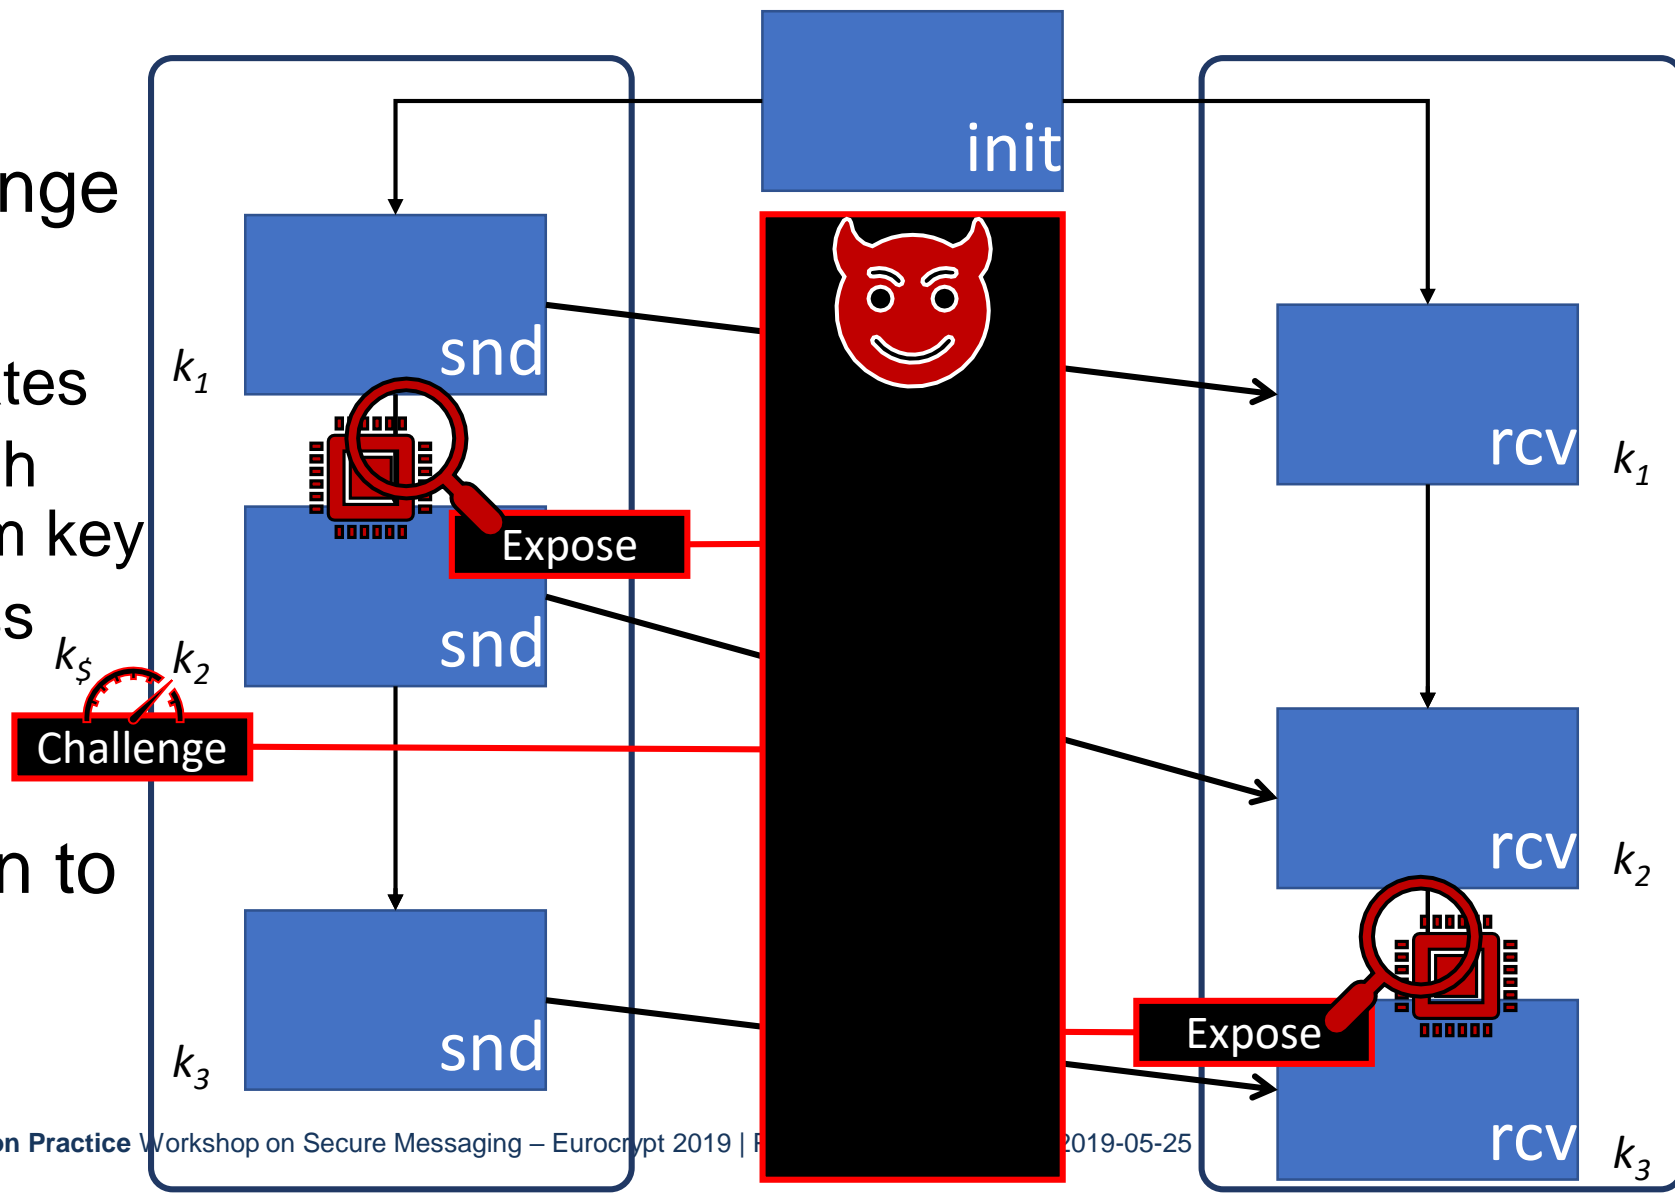 init
nge
snd
k1
rcv
k1
tes
h
m key
ss
Expose
snd
k$
k2
Challenge
rcv
k2
n to
Expose
snd
k3
rcv
k3
on Practice Workshop on Secure Messaging – Eurocrypt 2019 |
2019-05-25